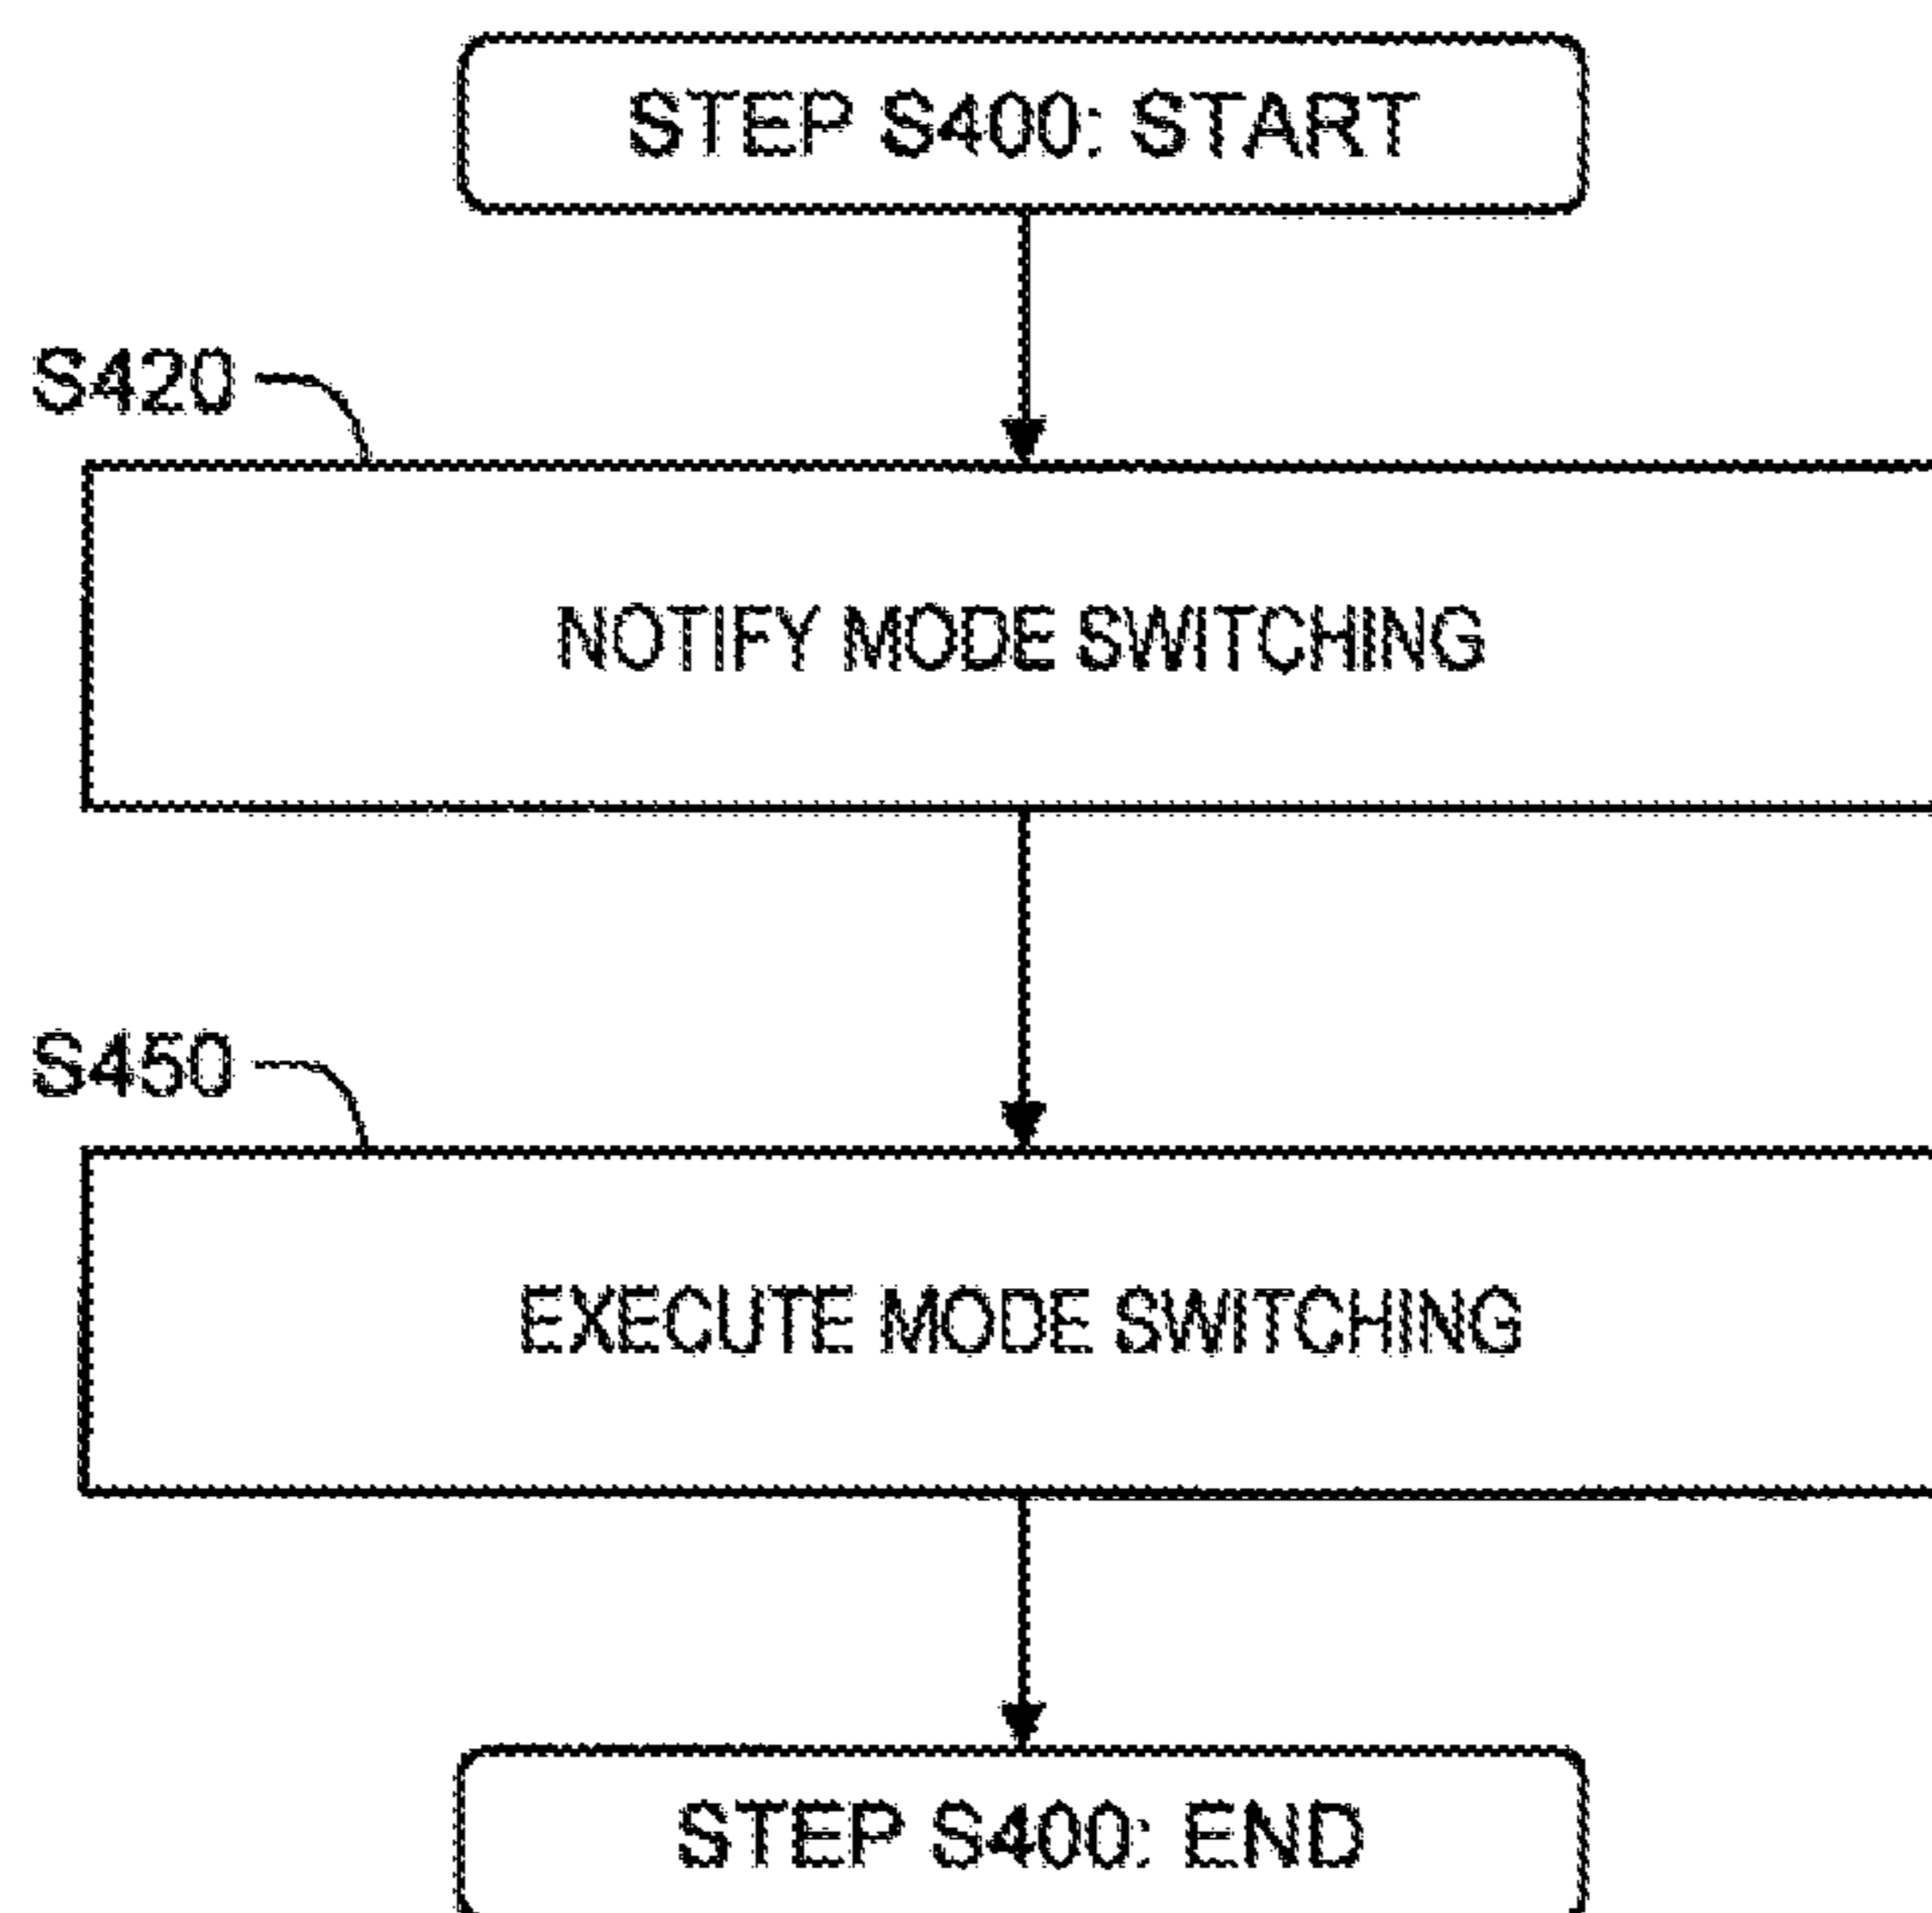 STEP S400: START
S420
NOTIFY MODE SWITCHING
S450
EXECUTE MODE SWITCHING
STEP S400: END